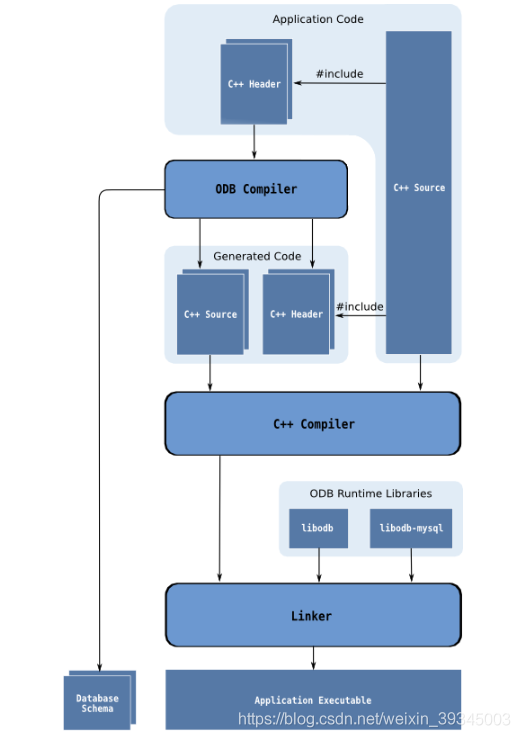 Application Code
C++ Header
#include
C++ Source
ODB Compiler
Generated Code
C++ Source
C++ Header
#include
C++ Compiler
ODB Runtime Libraries
libodb
libodb-mysql
Linker
Database
Schema
Application Executable
https://blog.csdn.net/weixin_39345003